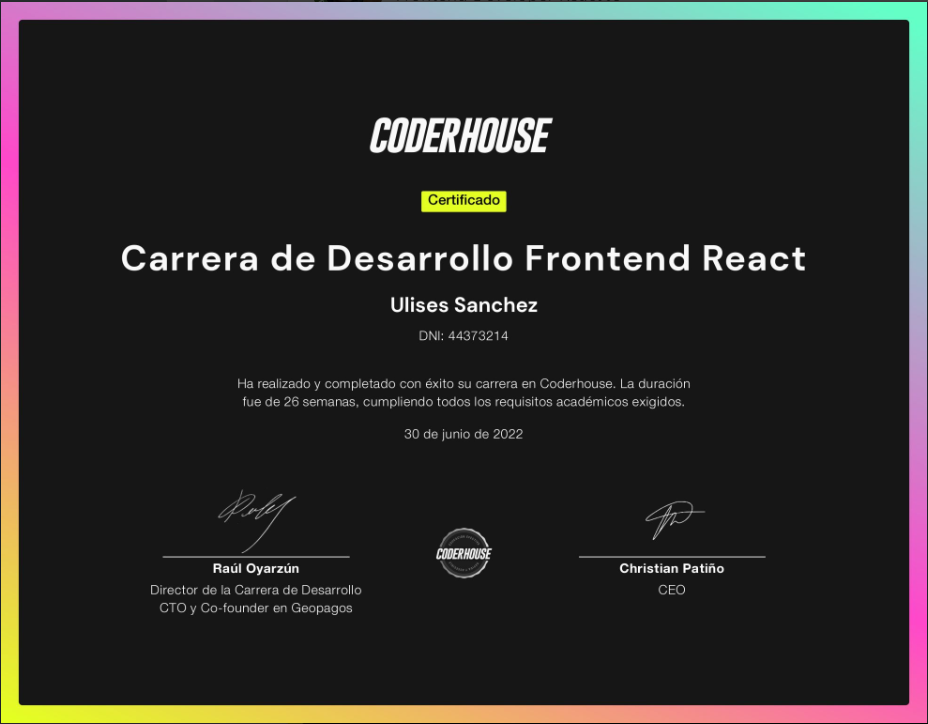 CODERHOUSE
Certificado
Carrera de Desarrollo Frontend React
Ulises Sanchez
DNI: 44373214
Ha realizado y completado con éxito su carrera en Coderhouse. La duración
fue de 26 semanas, cumpliendo todos los requisitos académicos exigidos.
30 de junio de 2022
CODERHOUSE
Raúl Oyarzún
Director de la Carrera de Desarrollo
CTO y Co-founder en Geopagos
Christian Patiño
CEO